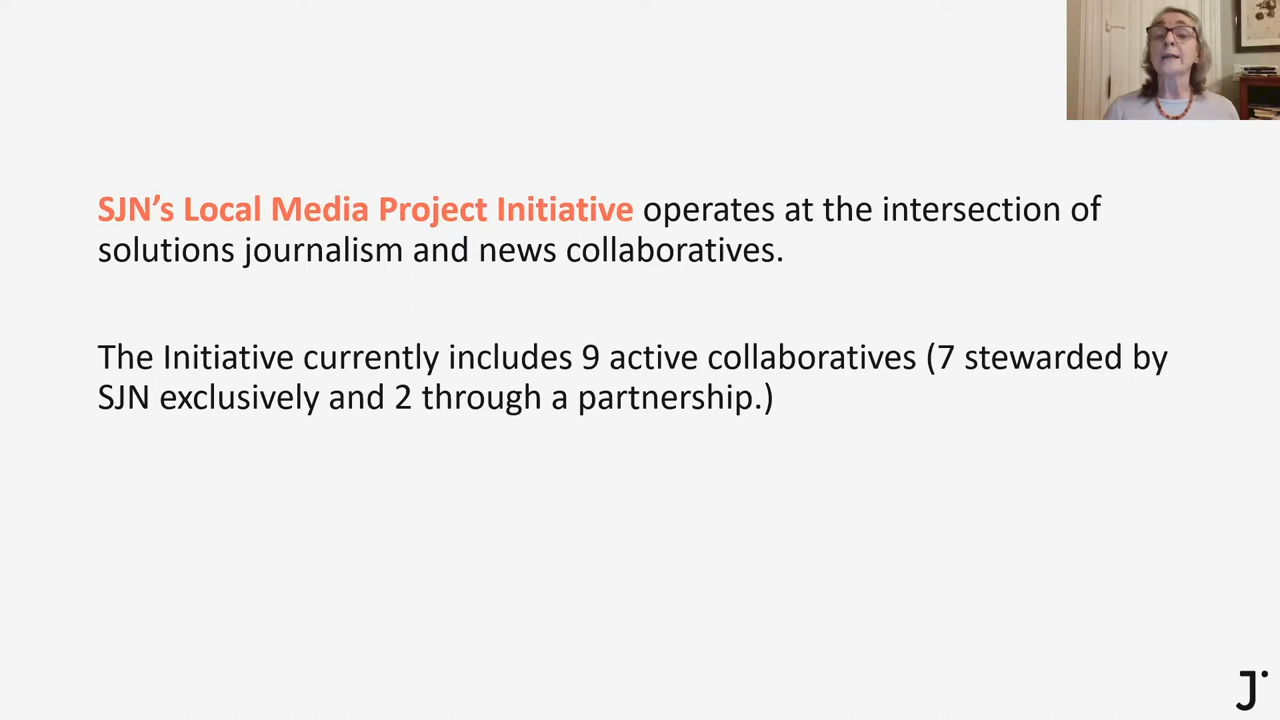 SJN’s Local Media Project Initiative operates at the intersection of
solutions journalism and news collaboratives.
The Initiative currently includes 9 active collaboratives (7 stewarded by
SJN exclusively and 2 through a partnership.)
J